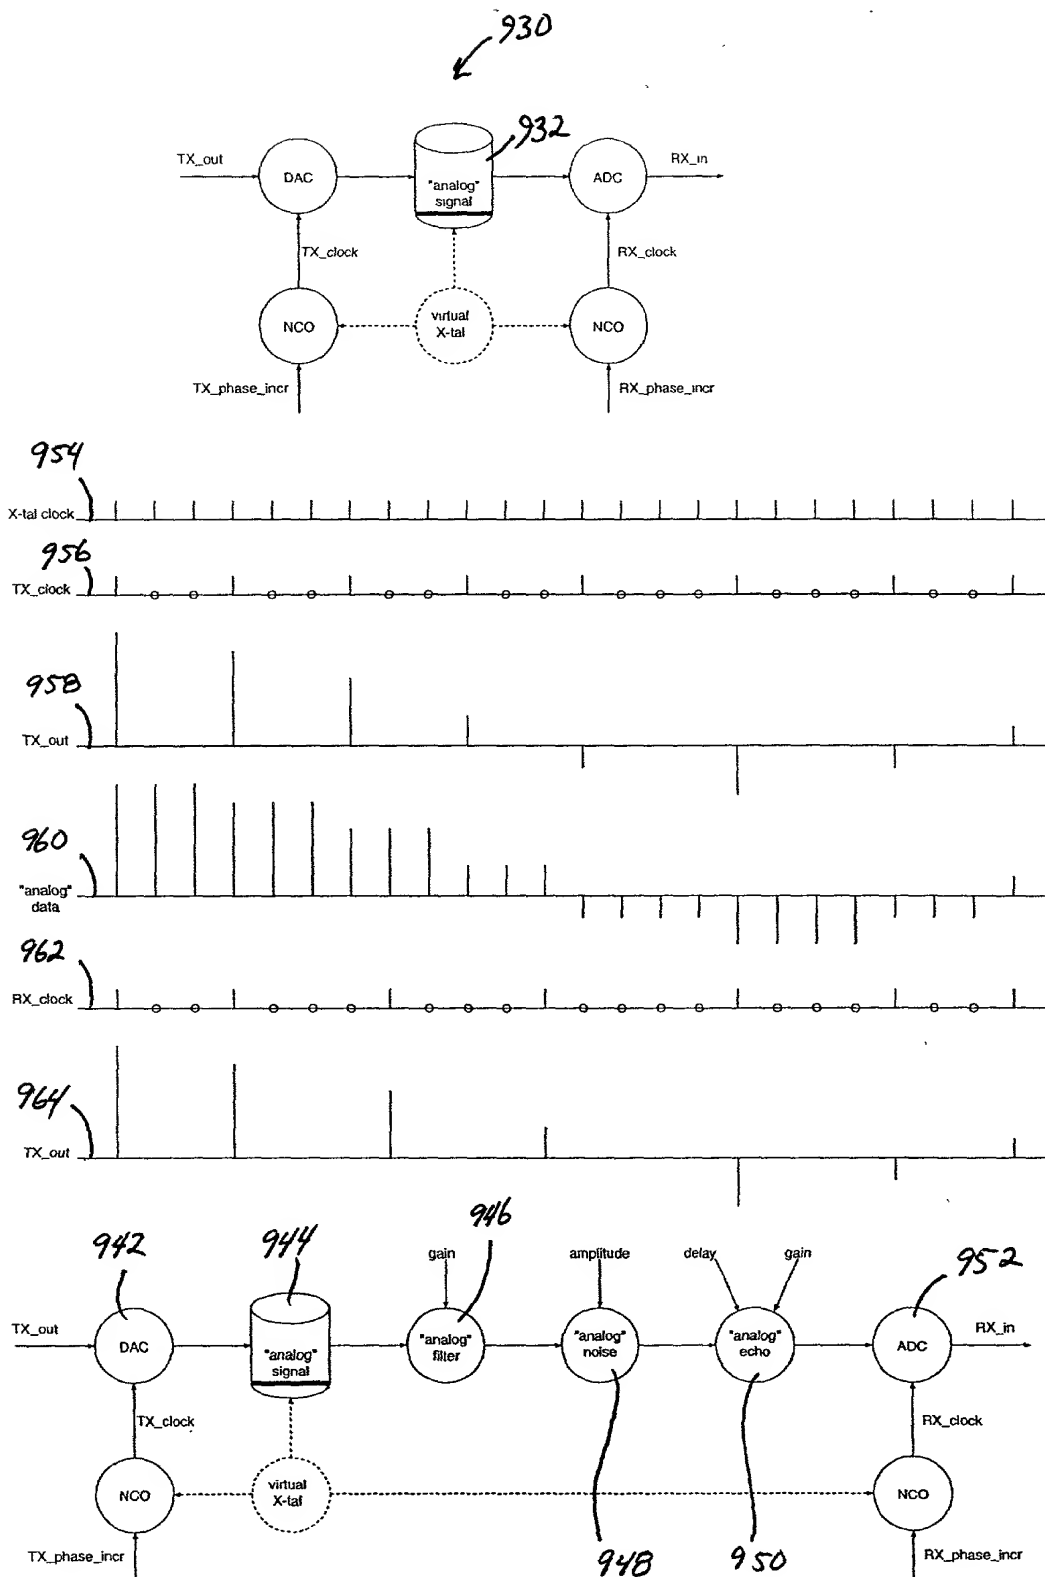 930
932
TX_out
DAC
"analog"
signal
ADC
RX_in
TX_clock
RX_clock
NCO
virtual
X-tal
NCO
TX_phase_incr
RX_phase_incr
954
X-tal clock
956
TX_clock
958
TX_out
960
"analog"
data
962
RX_clock
964
TX_out
942
944
gain
946
amplitude
delay
gain
952
TX_out
DAC
"analog"
signal
"analog"
filter
"analog"
noise
"analog"
echo
ADC
RX_in
TX_clock
RX_clock
NCO
virtual
X-tal
NCO
TX_phase_incr
948
950
RX_phase_incr